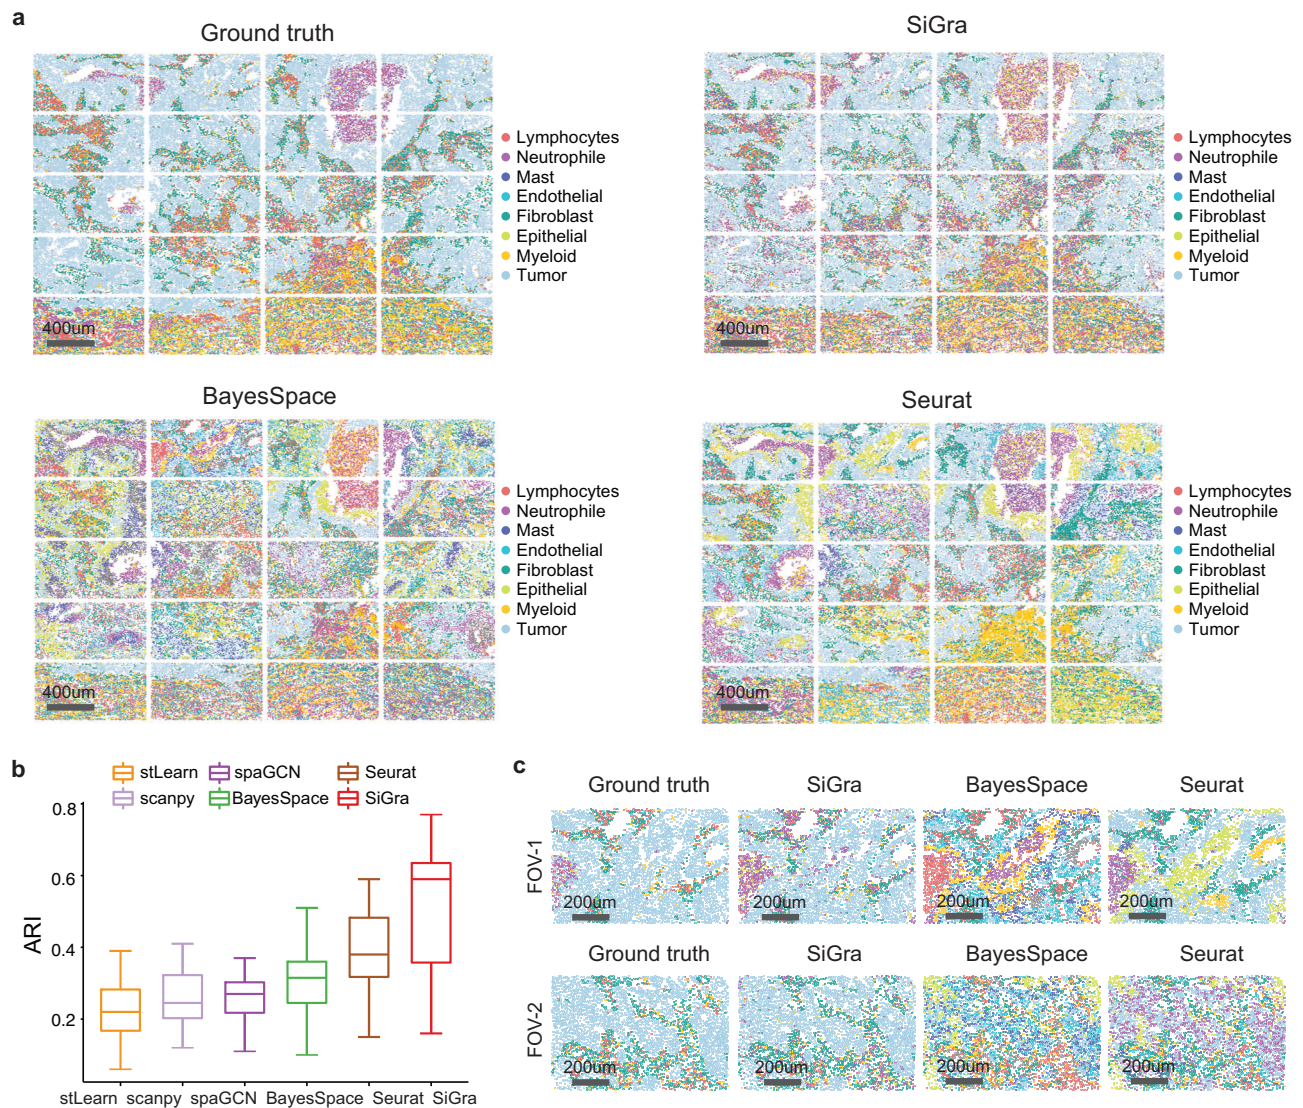 a
Ground truth
SiGra
Lymphocytes
Neutrophile
Mast
Endothelial
Fibroblast
Epithelial
Myeloid
Tumor
400um
Lymphocytes
Neutrophile
Mast
Endothelial
Fibroblast
Epithelial
Myeloid
Tumor
400um
BayesSpace
Seurat
Lymphocytes
Neutrophile
Mast
Endothelial
Fibroblast
Epithelial
Myeloid
Tumor
400um
Lymphocytes
Neutrophile
Mast
Endothelial
Fibroblast
Epithelial
Myeloid
Tumor
400um
b
stLearn spaGCN Seurat
scanpy BayesSpace SiGra
0.8
0.6
0.4
0.2
ARI
stLearn scanpy spaGCN BayesSpace Seurat SiGra
c
Ground truth SiGra BayesSpace Seurat
FOV-1
200um 200um 200um 200um
Ground truth SiGra BayesSpace Seurat
FOV-2
200um 200um 200um 200um